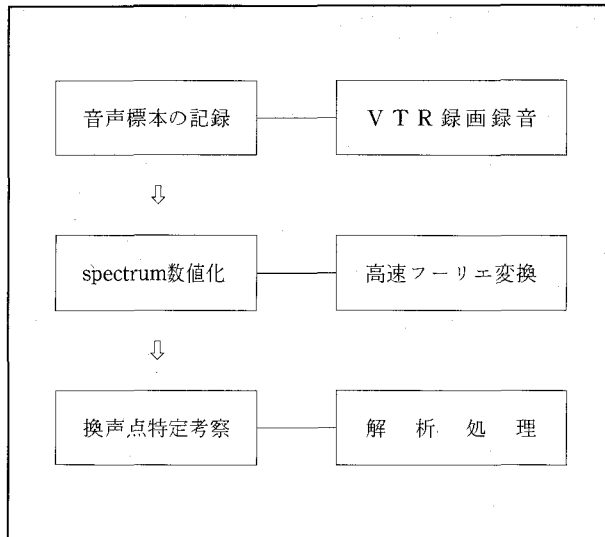 音声標本の記録
VTR録画録音
⇩
spectrum数値化
高速フーリエ変換
⇩
換声点特定考察
解析処理